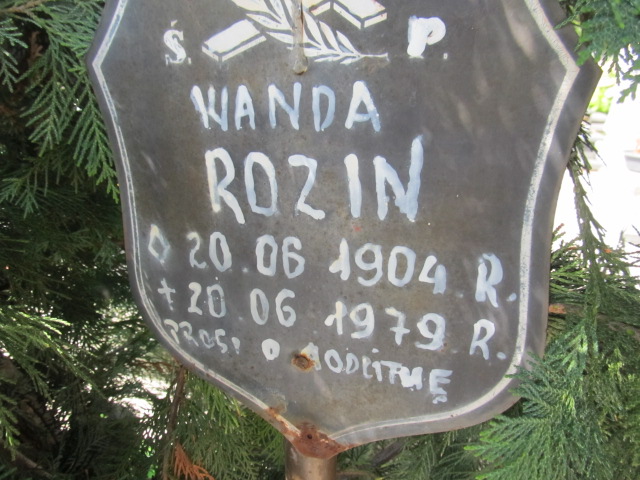 Ś. P.
WANDA
ROZIN
* 20.06 1904 R.
+ 20.06 1979 R.
PROSI O MODLITWĘ